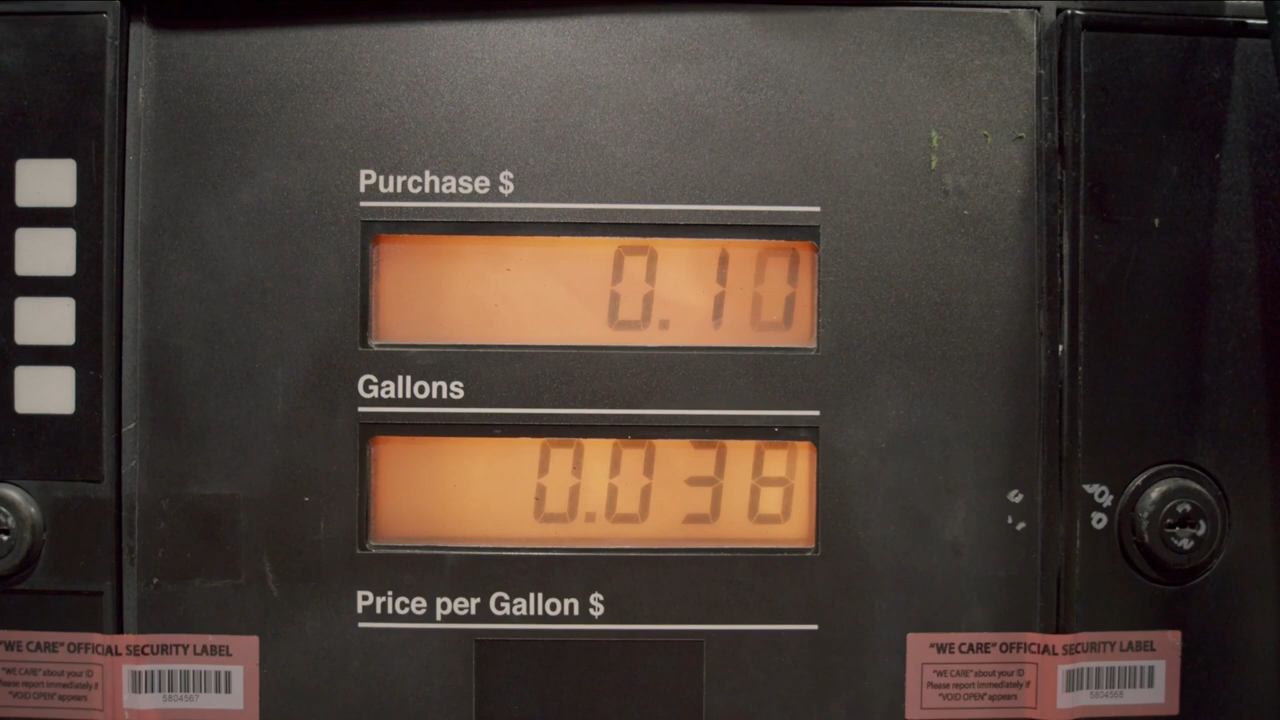 Purchase $
0.10
Gallons
0.038
Price per Gallon $
"WE CARE" OFFICIAL SECURITY LABEL
"WE CARE" about your ID
Please report immediately if
"VOID OPEN" appears
5804567
"WE CARE" OFFICIAL SECURITY LABEL
"WE CARE" about your ID
Please report immediately if
"VOID OPEN" appears
5804568